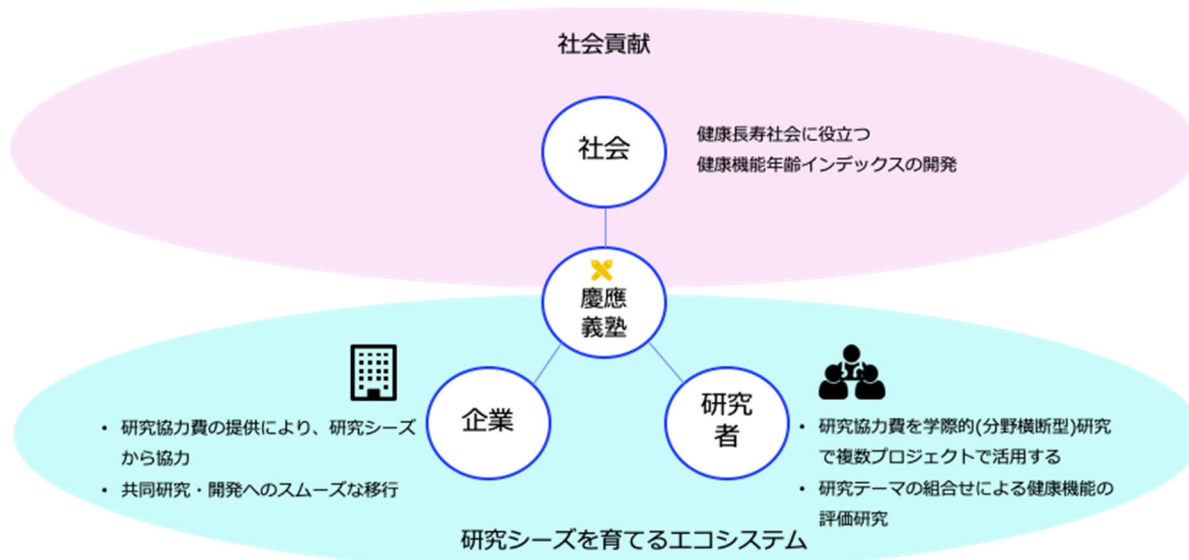 社会貢献
社会
健康長寿社会に役立つ
健康機能年齢インデックスの開発
慶應
義塾
企業
• 研究協力費の提供により、研究シーズ
から協力
• 共同研究・開発へのスムーズな移行
研究
者
• 研究協力費を学際的(分野横断型)研究
で複数プロジェクトで活用する
• 研究テーマの組合せによる健康機能の
評価研究
研究シーズを育てるエコシステム